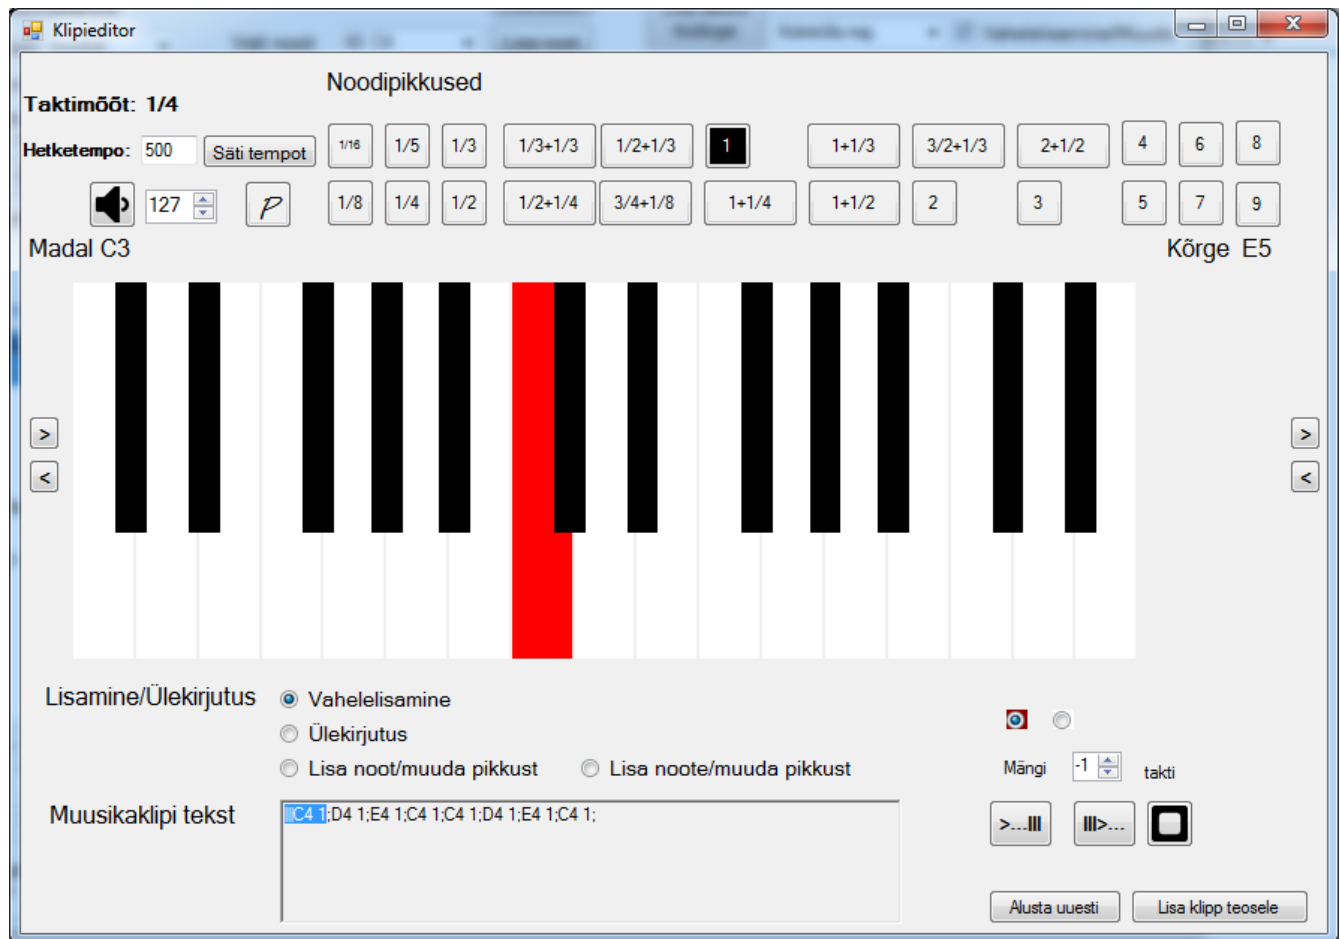 Klipieditor
Noodipikkused
Taktimõõt: 1/4
Hetketempo: 500 Säti tempot
1/16 1/5 1/3 1/3+1/3 1/2+1/3 1 1+1/3 3/2+1/3 2+1/2 4 6 8
127 P 1/8 1/4 1/2 1/2+1/4 3/4+1/8 1+1/4 1+1/2 2 3 5 7 9
Madal C3 Kõrge E5
> >
< <
Lisamine/Ülekirjutus Vahelelisamine
Ülekirjutus
Lisa noot/muuda pikkust Lisa noote/muuda pikkust
Mängi -1 takti
Muusikaklipi tekst |||C4 1;D4 1;E4 1;C4 1;C4 1;D4 1;E4 1;C4 1;
>...III III>...
Alusta uuesti Lisa klipp teosele